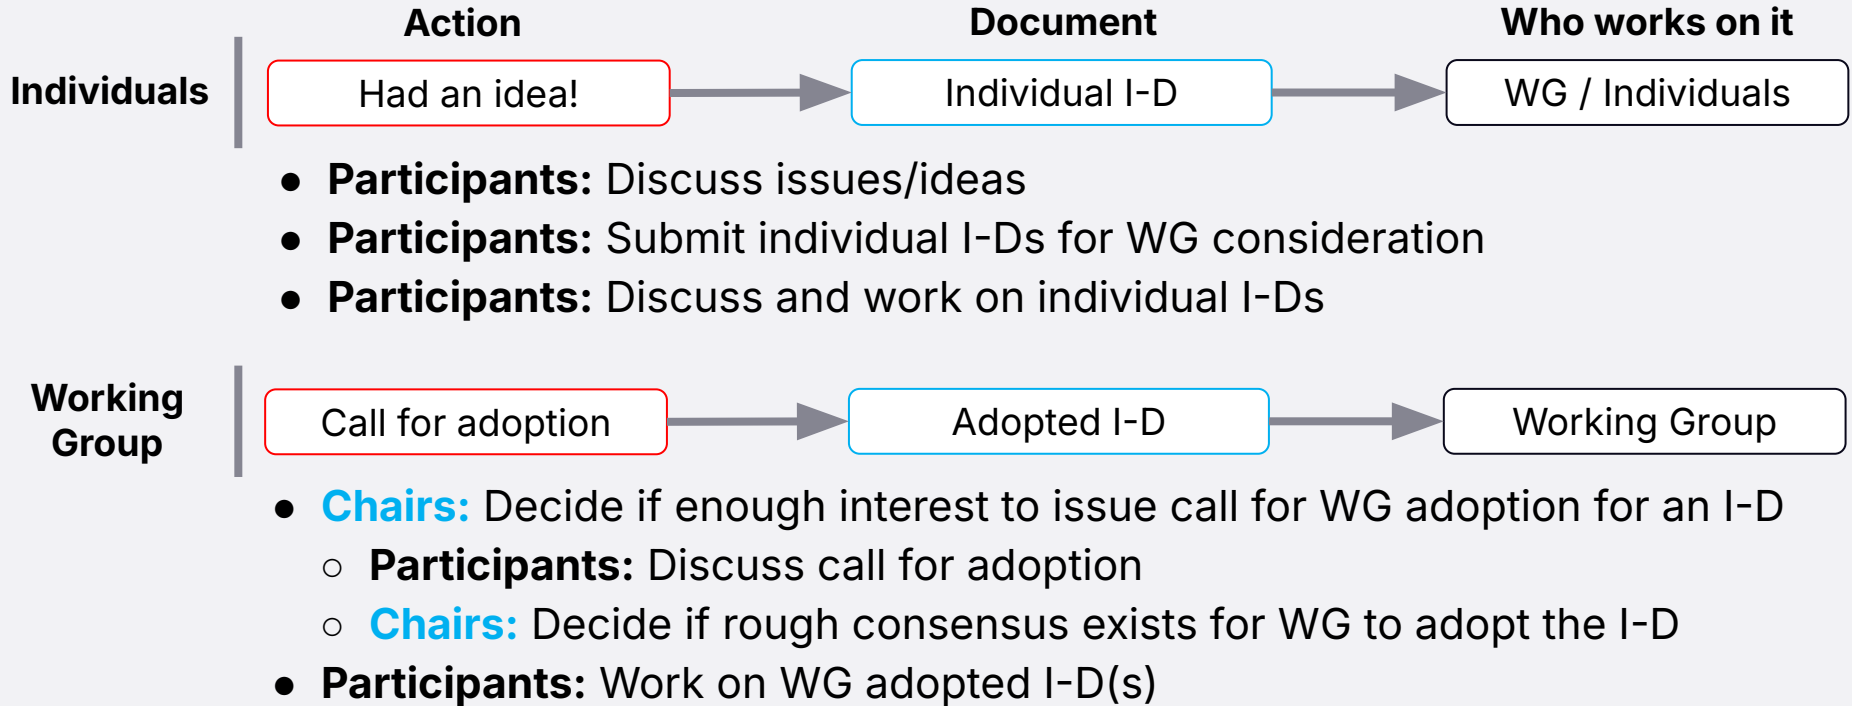 Action Document Who works on it
Individuals Had an idea! Individual I-D WG / Individuals
● Participants: Discuss issues/ideas
● Participants: Submit individual I-Ds for WG consideration
● Participants: Discuss and work on individual I-Ds
Working
Group
Call for adoption Adopted I-D Working Group
● Chairs: Decide if enough interest to issue call for WG adoption for an I-D
○ Participants: Discuss call for adoption
○ Chairs: Decide if rough consensus exists for WG to adopt the I-D
● Participants: Work on WG adopted I-D(s)